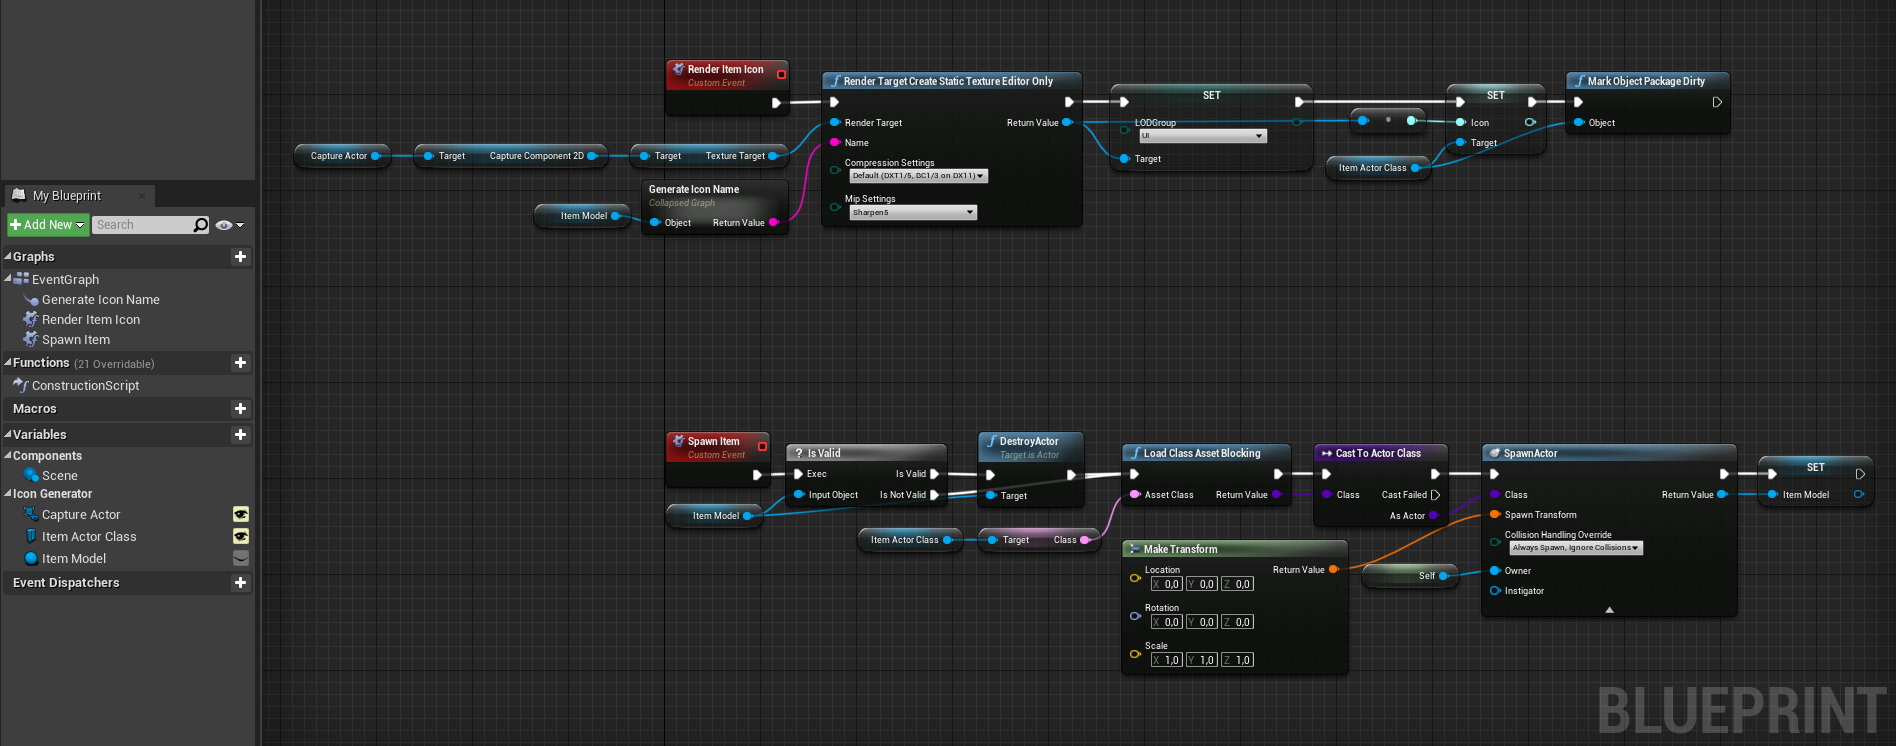 My Blueprint
Add New
Search
Graphs
EventGraph
Generate Icon Name
Render Item Icon
Spawn Item
Functions (21 Overridable)
ConstructionScript
Macros
Variables
Components
Scene
Icon Generator
Capture Actor
Item Actor Class
Item Model
Event Dispatchers
Render Item Icon
Custom Event
Capture Actor
Target Capture Component 2D
Target Texture Target
Item Model
Generate Icon Name
Collapsed Graph
Object Return Value
Render Target Create Static Texture Editor Only
Render Target Return Value
Name
Compression Settings
Default (DXT1/5, BC1/3 on DX11)
Mip Settings
Sharpen5
SET
LODGroup
UI
Target
Item Actor Class
SET
Icon
Target
Mark Object Package Dirty
Object
Spawn Item
Custom Event
Item Model
? Is Valid
Exec Is Valid
Input Object Is Not Valid
DestroyActor
Target is Actor
Target
Item Actor Class
Target Class
Load Class Asset Blocking
Asset Class Return Value
Cast To Actor Class
Class Cast Failed
As Actor
Make Transform
Location Return Value
X 0,0 Y 0,0 Z 0,0
Rotation
X 0,0 Y 0,0 Z 0,0
Scale
X 1,0 Y 1,0 Z 1,0
Self
SpawnActor
Class Return Value
Spawn Transform
Collision Handling Override
Always Spawn, Ignore Collisions
Owner
Instigator
SET
Item Model
BLUEPRINT